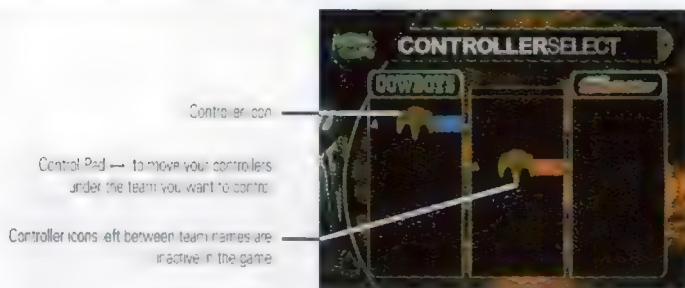 CONTROLLERSELECT
COWBOYS
Controller icon
Control Pad ↔ to move your controllers
under the team you want to control
Controller icons left between team names are
inactive in the game